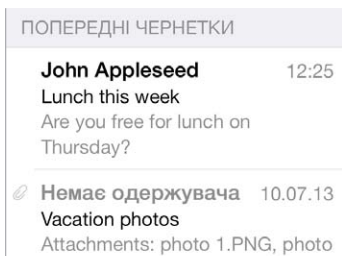 ПОПЕРЕДНІ ЧЕРНЕТКИ
John Appleseed 12:25
Lunch this week
Are you free for lunch on
Thursday?
Немає одержувача 10.07.13
Vacation photos
Attachments: photo 1.PNG, photo